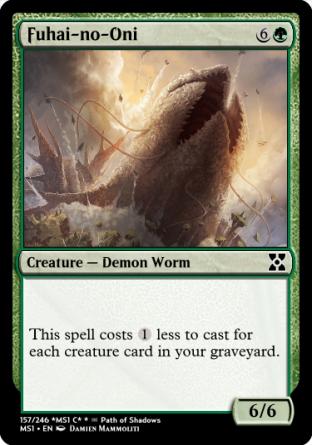 Fuhai-no-Oni 6
Creature — Demon Worm
This spell costs 1 less to cast for
each creature card in your graveyard.
6/6
157/246 *MS1 C* • = Path of Shadows
MS1 • EN Damien Mammoliti